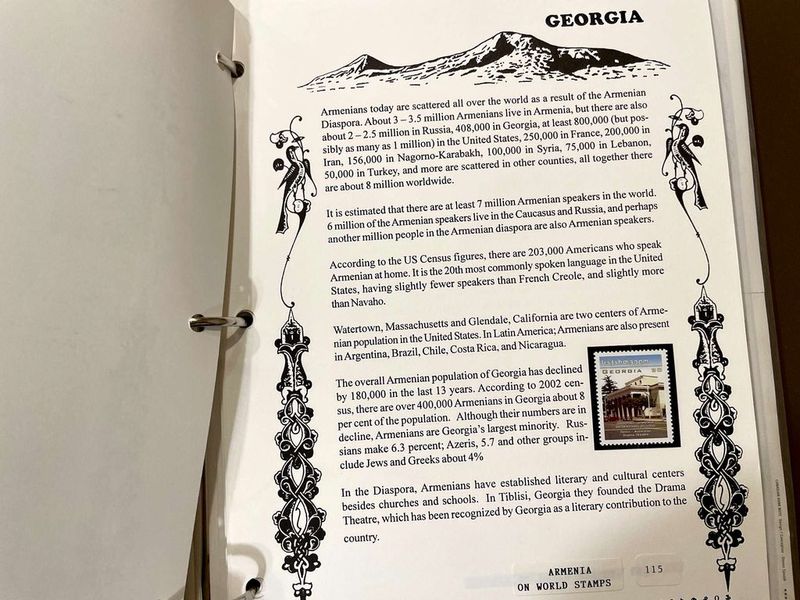 GEORGIA
Armenians today are scattered all over the world as a result of the Armenian
Diaspora. About 3 – 3.5 million Armenians live in Armenia, but there are also
about 2 – 2.5 million in Russia, 408,000 in Georgia, at least 800,000 (but pos-
sibly as many as 1 million) in the United States, 250,000 in France, 200,000 in
Iran, 156,000 in Nagorno-Karabakh, 100,000 in Syria, 75,000 in Lebanon,
50,000 in Turkey, and more are scattered in other counties, all together there
are about 8 million worldwide.
It is estimated that there are at least 7 million Armenian speakers in the world.
6 million of the Armenian speakers live in the Caucasus and Russia, and perhaps
another million people in the Armenian diaspora are also Armenian speakers.
According to the US Census figures, there are 203,000 Americans who speak
Armenian at home. It is the 20th most commonly spoken language in the United
States, having slightly fewer speakers than French Creole, and slightly more
than Navaho.
Watertown, Massachusetts and Glendale, California are two centers of Arme-
nian population in the United States. In Latin America; Armenians are also present
in Argentina, Brazil, Chile, Costa Rica, and Nicaragua.
The overall Armenian population of Georgia has declined
by 180,000 in the last 13 years. According to 2002 cen-
sus, there are over 400,000 Armenians in Georgia about 8
per cent of the population. Although their numbers are in
decline, Armenians are Georgia's largest minority. Rus-
sians make 6.3 percent; Azeris, 5.7 and other groups in-
clude Jews and Greeks about 4%
GEORGIA
In the Diaspora, Armenians have established literary and cultural centers
besides churches and schools. In Tiblisi, Georgia they founded the Drama
Theatre, which has been recognized by Georgia as a literary contribution to the
country.
ARMENIA
ON WORLD STAMPS
115